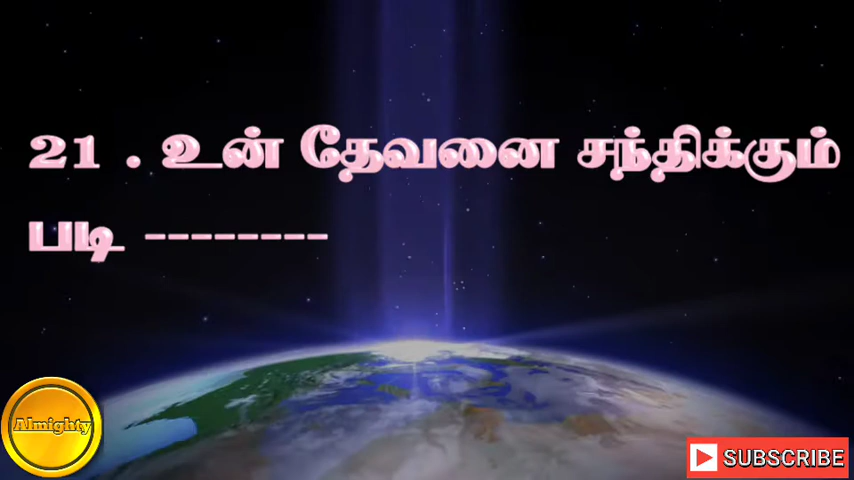 21 . உன் தேவனை சந்திக்கும்
படி --------
Almighty
SUBSCRIBE